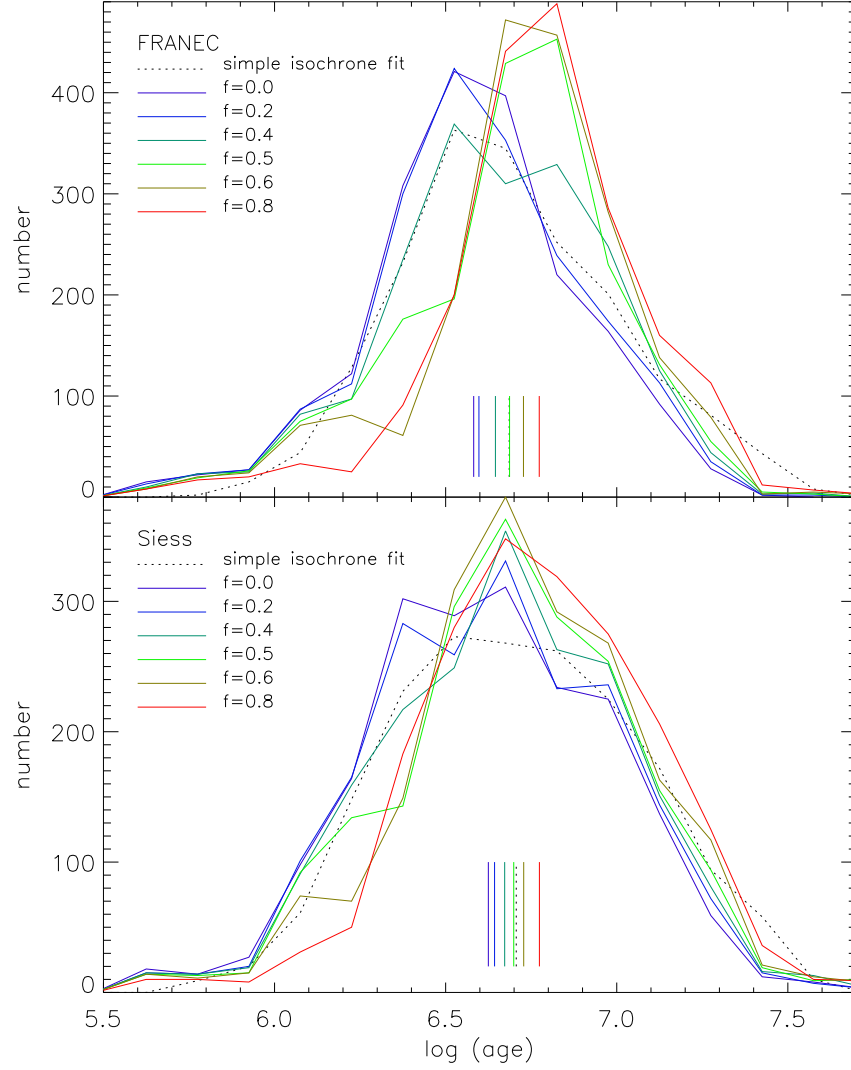 FRANEC
simple isochrone fit
f=0.0
f=0.2
f=0.4
f=0.5
f=0.6
f=0.8
number
400
300
200
100
0
Siess
simple isochrone fit
f=0.0
f=0.2
f=0.4
f=0.5
f=0.6
f=0.8
number
300
200
100
0
5.5 6.0 6.5 7.0 7.5
log (age)